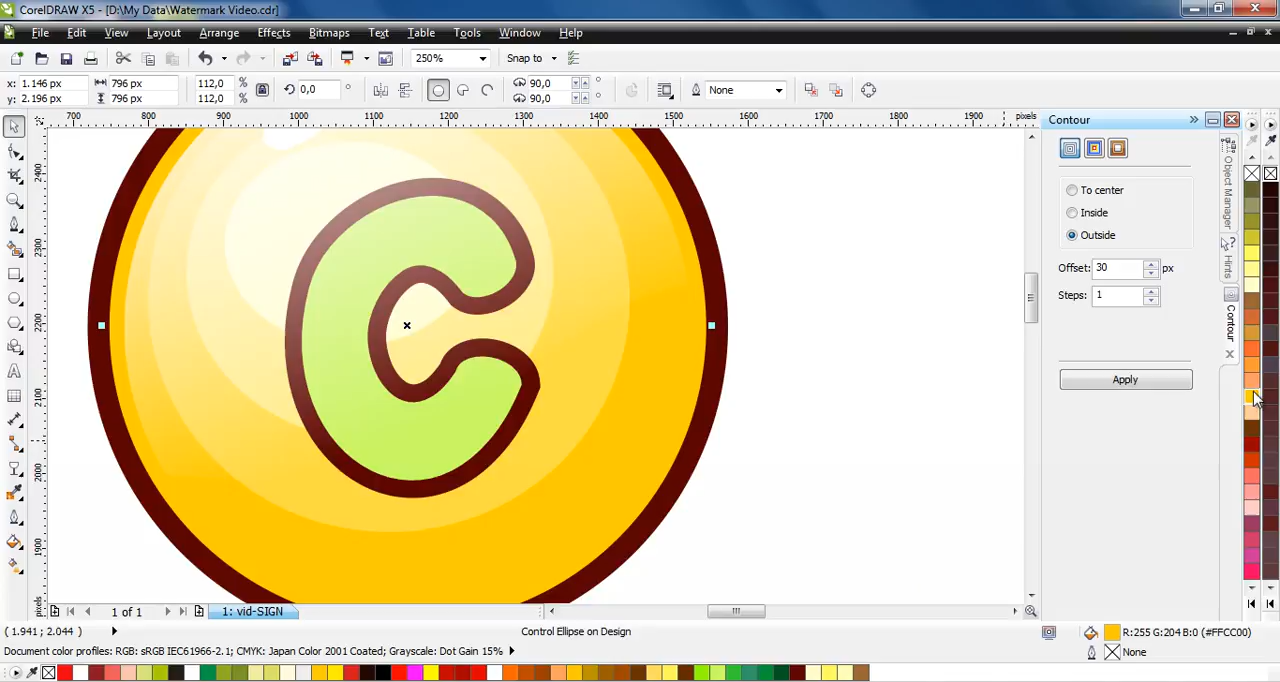 CorelDRAW X5 - [D:\My Data\Watermark Video.cdr]
File Edit View Layout Arrange Effects Bitmaps Text Table Tools Window Help
250% Snap to
x: 1.146 px 796 px 112,0 % 0,0 ° 90,0 ° None
y: 2.196 px 796 px 112,0 % 90,0
700 800 900 1000 1100 1200 1300 1400 1500 1600 1700 1800 1900 pixels
Contour
2400
2300
2200
2100
2000
1900
pixels
C
To center
Inside
Outside
Offset: 30 px
Steps: 1
Apply
Object Manager
Hints
Contour
1 of 1 1: vid-SIGN
( 1.941; 2.044 ) Control Ellipse on Design R:255 G:204 B:0 (#FFCC00)
Document color profiles: RGB: sRGB IEC61966-2.1; CMYK: Japan Color 2001 Coated; Grayscale: Dot Gain 15% None